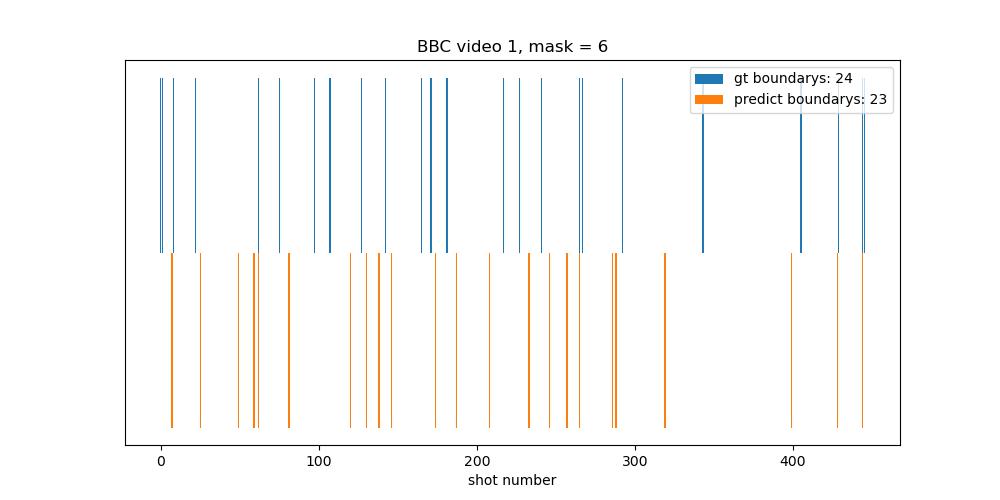 BBC video 1, mask = 6
gt boundarys: 24
predict boundarys: 23
0 100 200 300 400
shot number